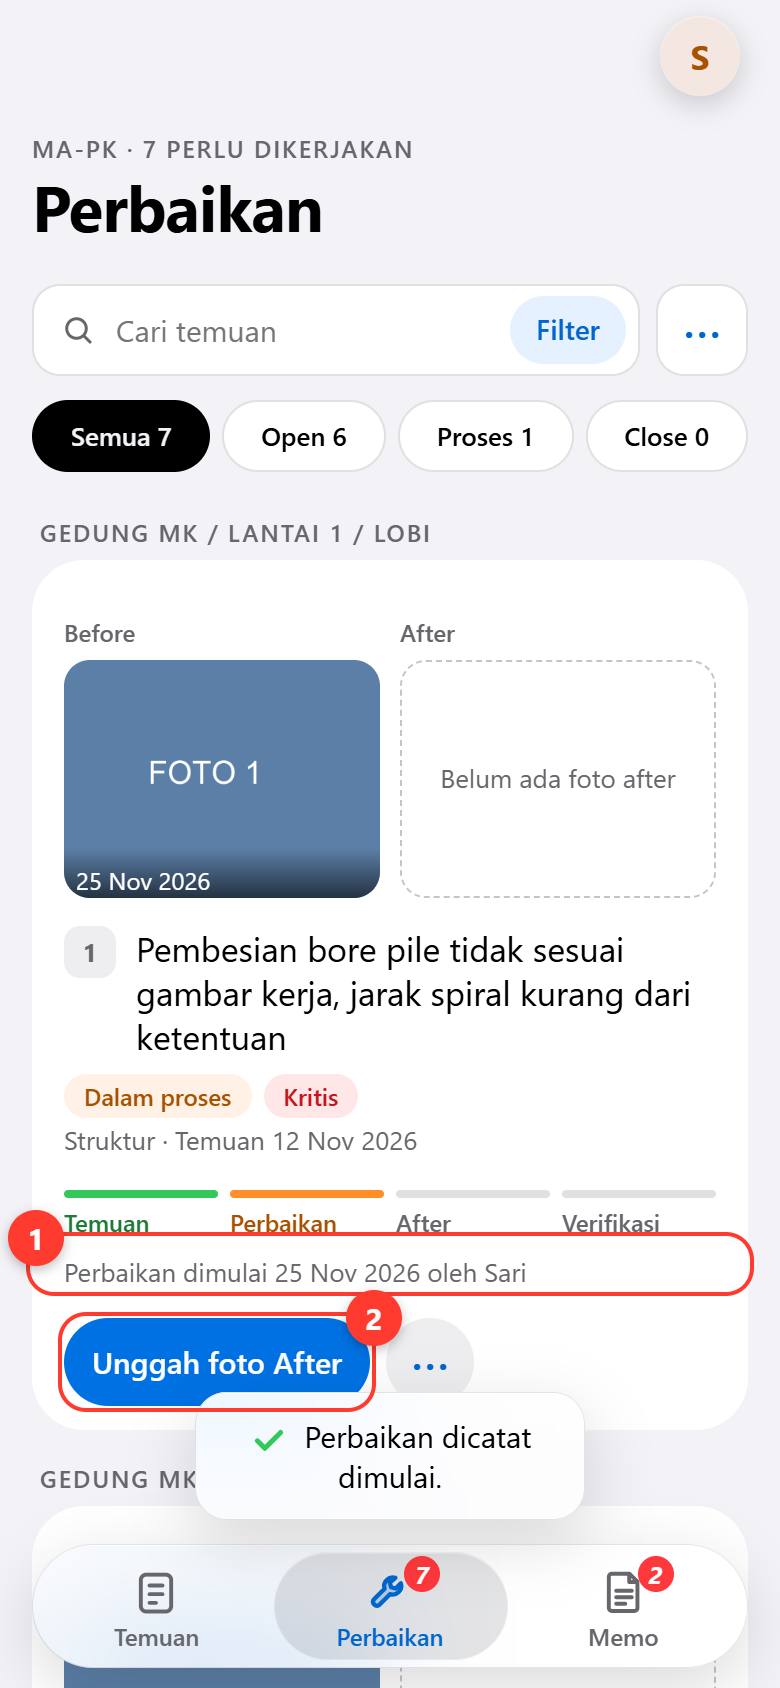 S
MA-PK · 7 PERLU DIKERJAKAN
Perbaikan
Cari temuan
Filter
...
Semua 7
Open 6
Proses 1
Close 0
GEDUNG MK / LANTAI 1 / LOBI
Before
After
FOTO 1
25 Nov 2026
Belum ada foto after
1
Pembesian bore pile tidak sesuai
gambar kerja, jarak spiral kurang dari
ketentuan
Dalam proses
Kritis
Struktur · Temuan 12 Nov 2026
Temuan
Perbaikan
After
Verifikasi
1
Perbaikan dimulai 25 Nov 2026 oleh Sari
2
Unggah foto After
...
Perbaikan dicatat
dimulai.
GEDUNG MK
Temuan
7
Perbaikan
2
Memo